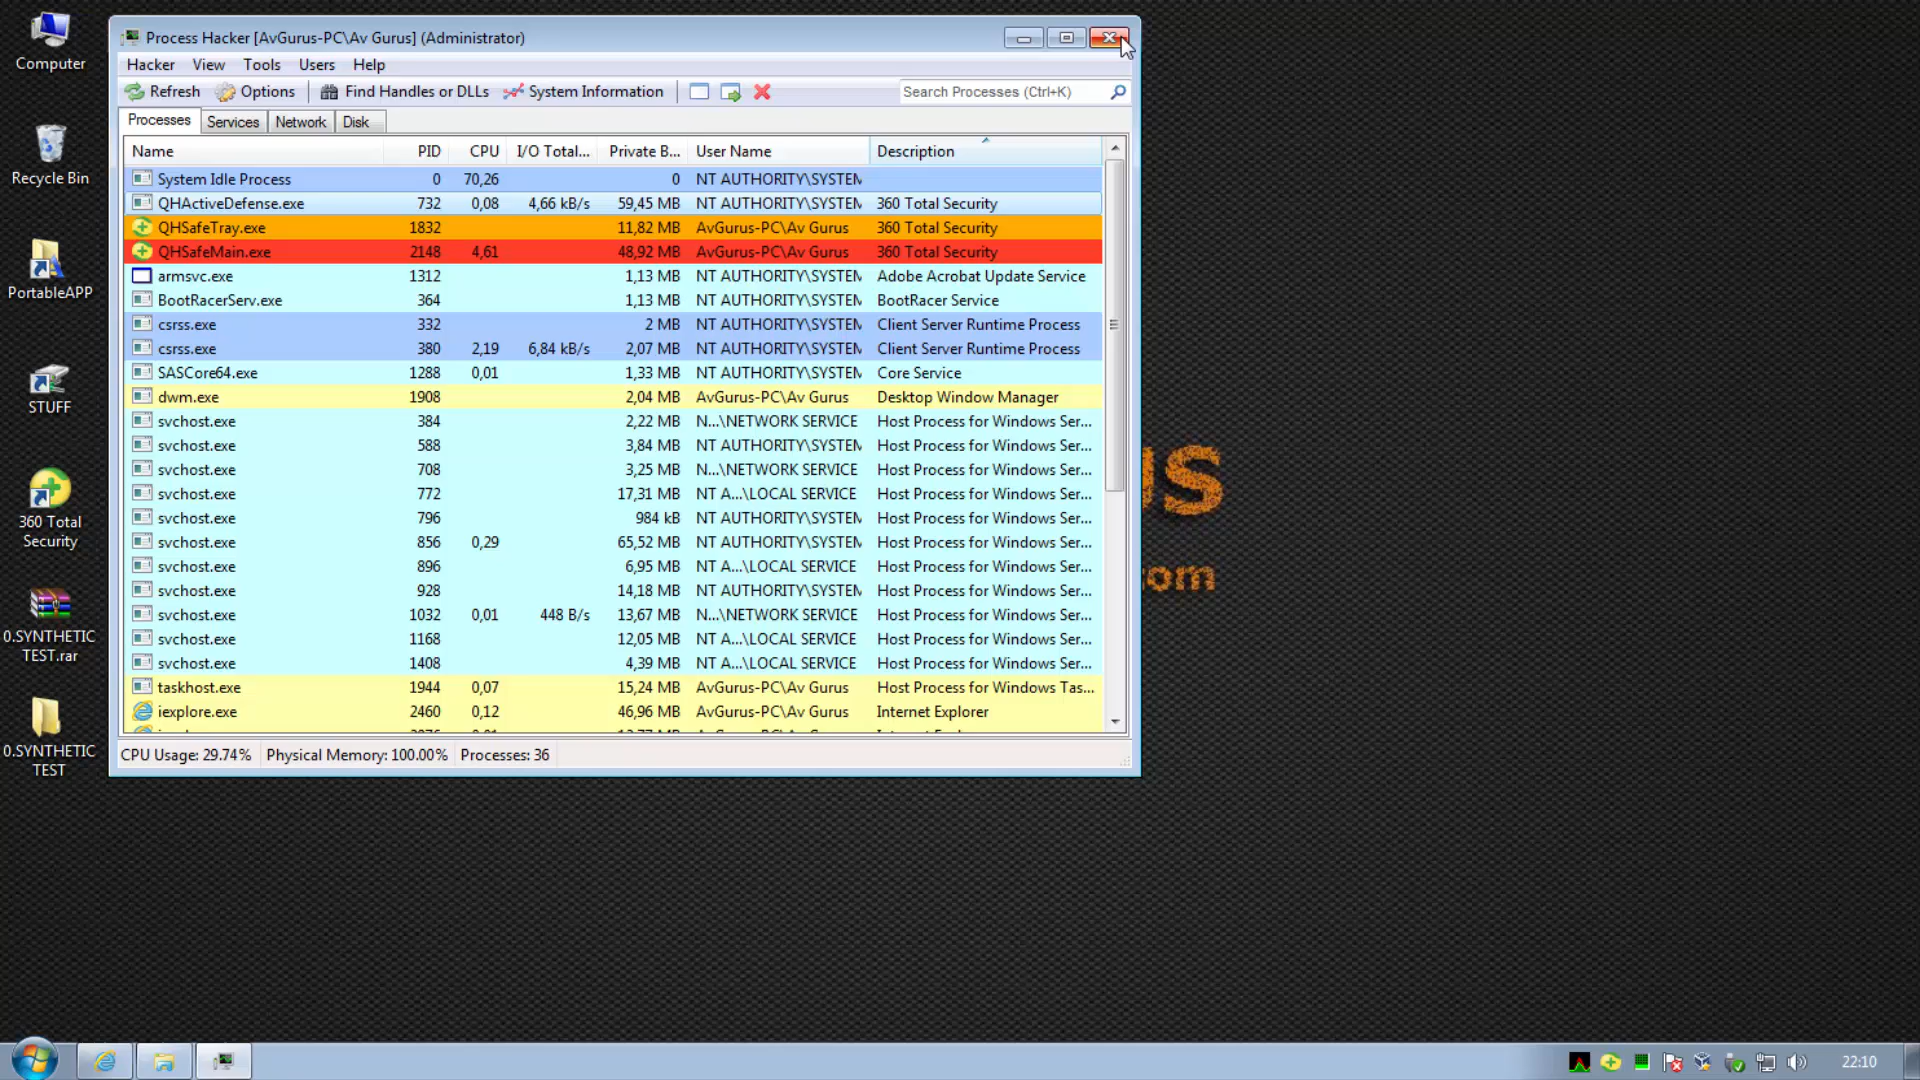 Computer
Recycle Bin
PortableAPP
STUFF
360 Total
Security
0.SYNTHETIC
TEST.rar
0.SYNTHETIC
TEST
Process Hacker [AvGurus-PC\Av Gurus] (Administrator)
Hacker View Tools Users Help
Refresh Options Find Handles or DLLs System Information Search Processes (Ctrl+K)
Processes Services Network Disk
Name PID CPU I/O Total... Private B... User Name Description
System Idle Process 0 70,26 0 NT AUTHORITY\SYSTEM
QHActiveDefense.exe 732 0,08 4,66 kB/s 59,45 MB NT AUTHORITY\SYSTEM 360 Total Security
QHSafeTray.exe 1832 11,82 MB AvGurus-PC\Av Gurus 360 Total Security
QHSafeMain.exe 2148 4,61 48,92 MB AvGurus-PC\Av Gurus 360 Total Security
armsvc.exe 1312 1,13 MB NT AUTHORITY\SYSTEM Adobe Acrobat Update Service
BootRacerServ.exe 364 1,13 MB NT AUTHORITY\SYSTEM BootRacer Service
csrss.exe 332 2 MB NT AUTHORITY\SYSTEM Client Server Runtime Process
csrss.exe 380 2,19 6,84 kB/s 2,07 MB NT AUTHORITY\SYSTEM Client Server Runtime Process
SASCore64.exe 1288 0,01 1,33 MB NT AUTHORITY\SYSTEM Core Service
dwm.exe 1908 2,04 MB AvGurus-PC\Av Gurus Desktop Window Manager
svchost.exe 384 2,22 MB N...\NETWORK SERVICE Host Process for Windows Ser...
svchost.exe 588 3,84 MB NT AUTHORITY\SYSTEM Host Process for Windows Ser...
svchost.exe 708 3,25 MB N...\NETWORK SERVICE Host Process for Windows Ser...
svchost.exe 772 17,31 MB NT A...\LOCAL SERVICE Host Process for Windows Ser...
svchost.exe 796 984 kB NT AUTHORITY\SYSTEM Host Process for Windows Ser...
svchost.exe 856 0,29 65,52 MB NT AUTHORITY\SYSTEM Host Process for Windows Ser...
svchost.exe 896 6,95 MB NT A...\LOCAL SERVICE Host Process for Windows Ser...
svchost.exe 928 14,18 MB NT AUTHORITY\SYSTEM Host Process for Windows Ser...
svchost.exe 1032 0,01 448 B/s 13,67 MB N...\NETWORK SERVICE Host Process for Windows Ser...
svchost.exe 1168 12,05 MB NT A...\LOCAL SERVICE Host Process for Windows Ser...
svchost.exe 1408 4,39 MB NT A...\LOCAL SERVICE Host Process for Windows Ser...
taskhost.exe 1944 0,07 15,24 MB AvGurus-PC\Av Gurus Host Process for Windows Tas...
iexplore.exe 2460 0,12 46,96 MB AvGurus-PC\Av Gurus Internet Explorer
CPU Usage: 29.74% Physical Memory: 100.00% Processes: 36
us
com
22:10